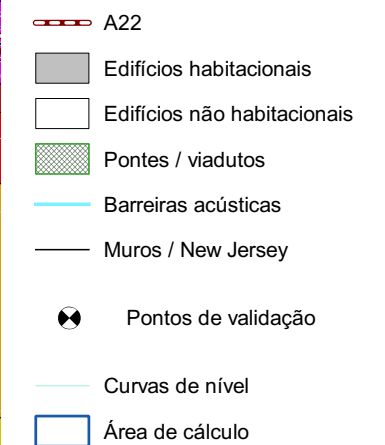 A22
Edifícios habitacionais
Edifícios não habitacionais
Pontes / viadutos
Barreiras acústicas
Muros / New Jersey
Pontos de validação
Curvas de nível
Área de cálculo